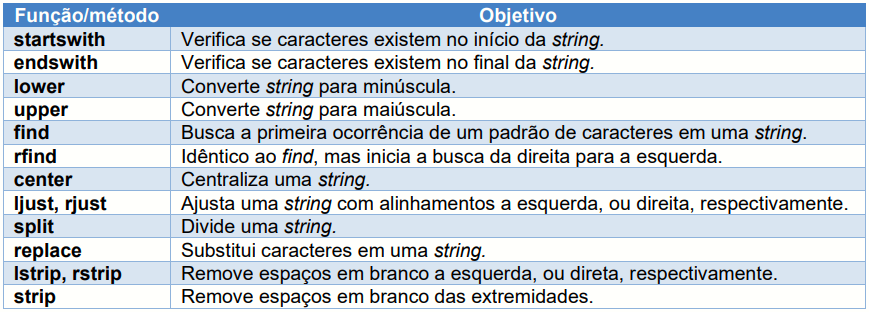 Função/método Objetivo
startswith Verifica se caracteres existem no início da string.
endswith Verifica se caracteres existem no final da string.
lower Converte string para minúscula.
upper Converte string para maiúscula.
find Busca a primeira ocorrência de um padrão de caracteres em uma string.
rfind Idêntico ao find, mas inicia a busca da direita para a esquerda.
center Centraliza uma string.
ljust, rjust Ajusta uma string com alinhamentos a esquerda, ou direita, respectivamente.
split Divide uma string.
replace Substitui caracteres em uma string.
lstrip, rstrip Remove espaços em branco a esquerda, ou direta, respectivamente.
strip Remove espaços em branco das extremidades.